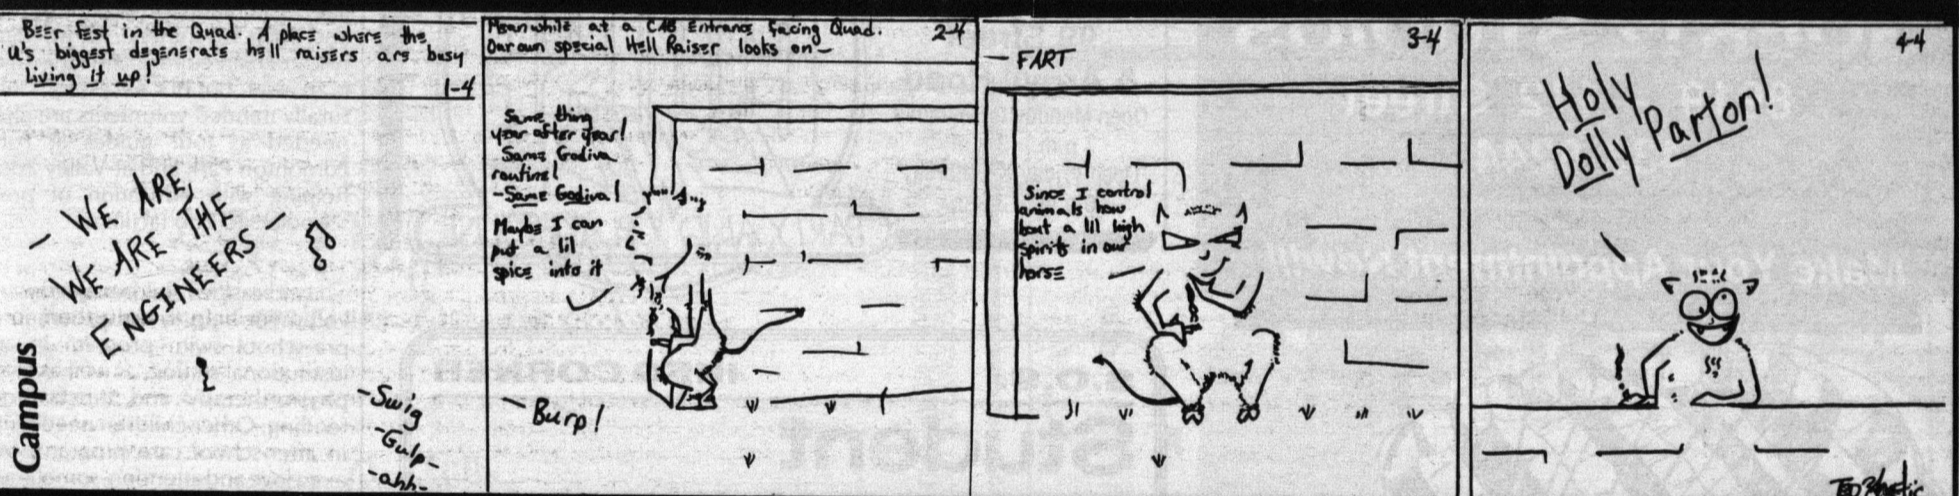 Beer Fest in the Quad. A place where the
U's biggest degenerate hell raisers are busy
living it up!
1-4
- WE ARE,
WE ARE THE
ENGINEERS -
Campus
- Swig
- Gulp -
- ahh -
Meanwhile at a CAB Entrance facing Quad.
Our own special Hell Raiser looks on -
2-4
Same thing
year after year!
Same Godiva
routine!
- Same Godiva!
Maybe I can
put a lil
spice into it
- Burp!
3-4
- FART
Since I control
animals how
bout a lil high
spirits in our
horse
4-4
Holy
Dolly Parton!